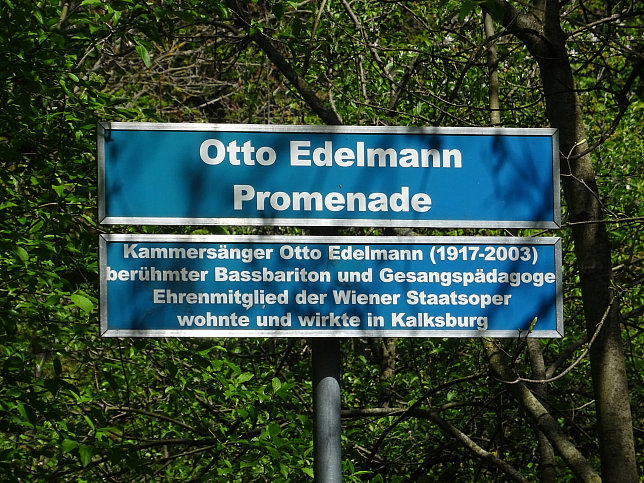 Otto Edelmann
Promenade
Kammersänger Otto Edelmann (1917-2003)
berühmter Bassbariton und Gesangspädagoge
Ehrenmitglied der Wiener Staatsoper
wohnte und wirkte in Kalksburg